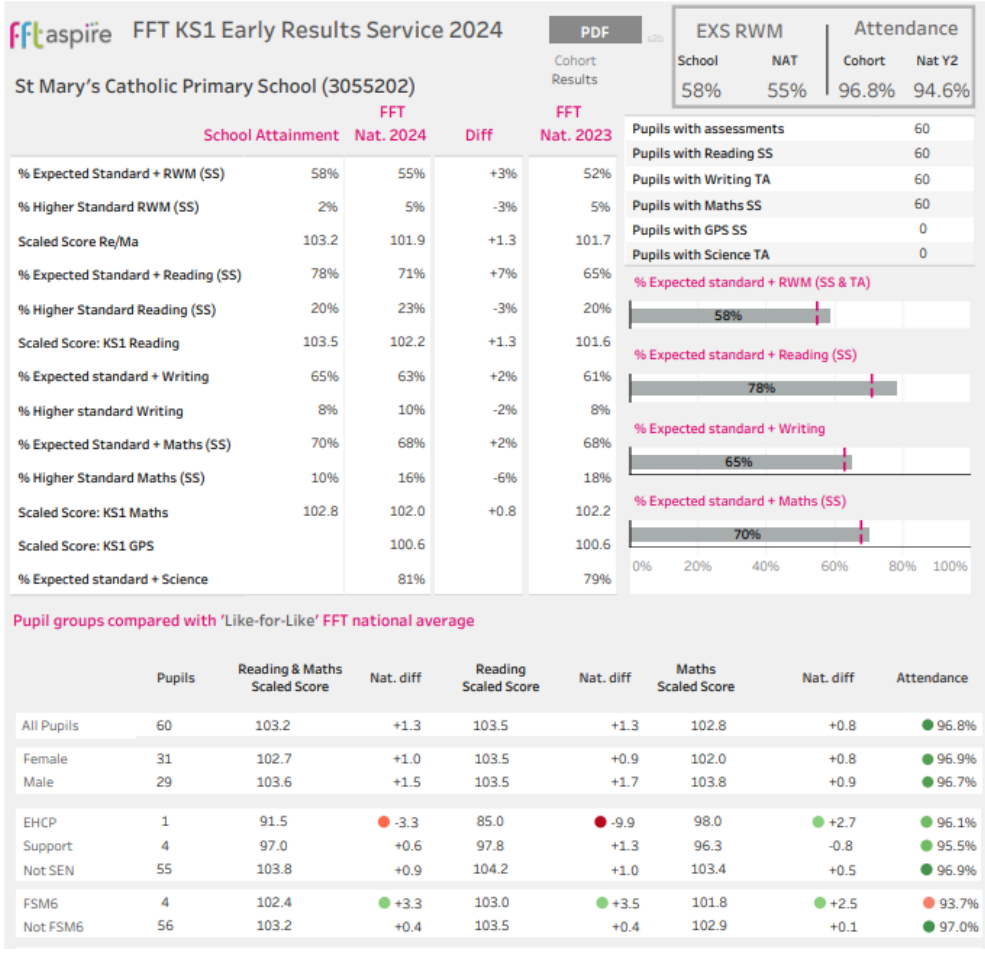 fft aspire FFT KS1 Early Results Service 2024
PDF
Cohort
Results
St Mary's Catholic Primary School (3055202)
EXS RWM Attendance
School NAT Cohort Nat Y2
58% 55% 96.8% 94.6%
School Attainment FFT Nat. 2024 Diff FFT Nat. 2023
% Expected Standard + RWM (SS) 58% 55% +3% 52%
% Higher Standard RWM (SS) 2% 5% -3% 5%
Scaled Score Re/Ma 103.2 101.9 +1.3 101.7
% Expected Standard + Reading (SS) 78% 71% +7% 65%
% Higher Standard Reading (SS) 20% 23% -3% 20%
Scaled Score: KS1 Reading 103.5 102.2 +1.3 101.6
% Expected standard + Writing 65% 63% +2% 61%
% Higher standard Writing 8% 10% -2% 8%
% Expected Standard + Maths (SS) 70% 68% +2% 68%
% Higher Standard Maths (SS) 10% 16% -6% 18%
Scaled Score: KS1 Maths 102.8 102.0 +0.8 102.2
Scaled Score: KS1 GPS 100.6 100.6
% Expected standard + Science 81% 79%
Pupils with assessments 60
Pupils with Reading SS 60
Pupils with Writing TA 60
Pupils with Maths SS 60
Pupils with GPS SS 0
Pupils with Science TA 0
% Expected standard + RWM (SS & TA)
58%
% Expected standard + Reading (SS)
78%
% Expected standard + Writing
65%
% Expected standard + Maths (SS)
70%
0% 20% 40% 60% 80% 100%
Pupil groups compared with 'Like-for-Like' FFT national average
Pupils Reading & Maths Scaled Score Nat. diff Reading Scaled Score Nat. diff Maths Scaled Score Nat. diff Attendance
All Pupils 60 103.2 +1.3 103.5 +1.3 102.8 +0.8 96.8%
Female 31 102.7 +1.0 103.5 +0.9 102.0 +0.8 96.9%
Male 29 103.6 +1.5 103.5 +1.7 103.8 +0.9 96.7%
EHCP 1 91.5 -3.3 85.0 -9.9 98.0 +2.7 96.1%
Support 4 97.0 +0.6 97.8 +1.3 96.3 -0.8 95.5%
Not SEN 55 103.8 +0.9 104.2 +1.0 103.4 +0.5 96.9%
FSM6 4 102.4 +3.3 103.0 +3.5 101.8 +2.5 93.7%
Not FSM6 56 103.2 +0.4 103.5 +0.4 102.9 +0.1 97.0%